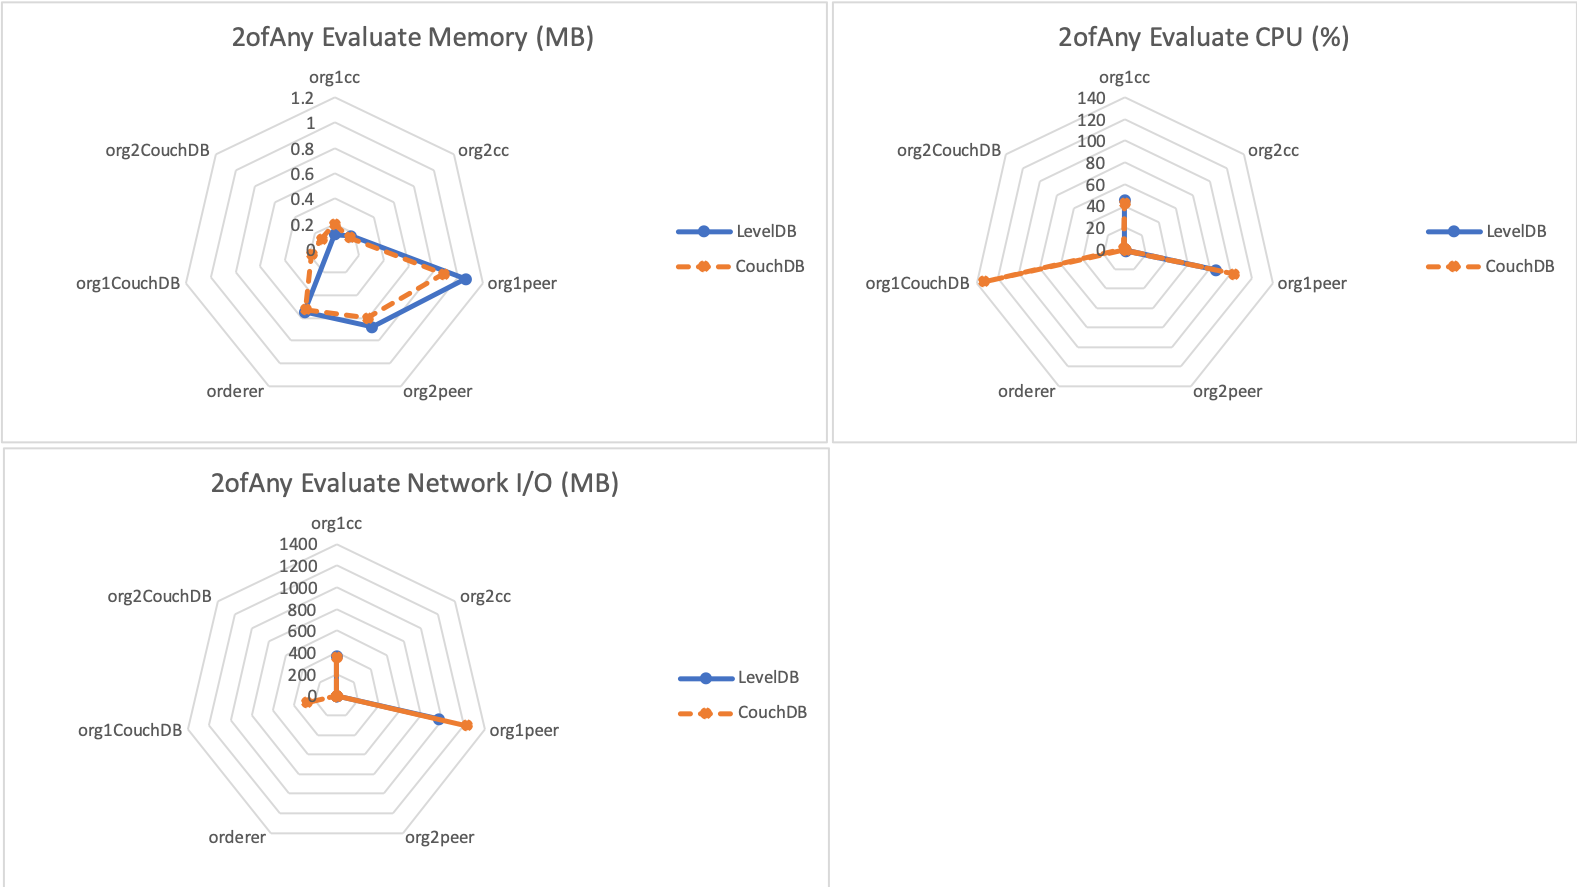 2ofAny Evaluate Memory (MB)
org1cc
1.2
1
0.8
0.6
0.4
0.2
0
org2cc
org1peer
org2peer
orderer
org1CouchDB
org2CouchDB
LevelDB
CouchDB
2ofAny Evaluate CPU (%)
org1cc
140
120
100
80
60
40
20
0
org2cc
org1peer
org2peer
orderer
org1CouchDB
org2CouchDB
LevelDB
CouchDB
2ofAny Evaluate Network I/O (MB)
org1cc
1400
1200
1000
800
600
400
200
0
org2cc
org1peer
org2peer
orderer
org1CouchDB
org2CouchDB
LevelDB
CouchDB